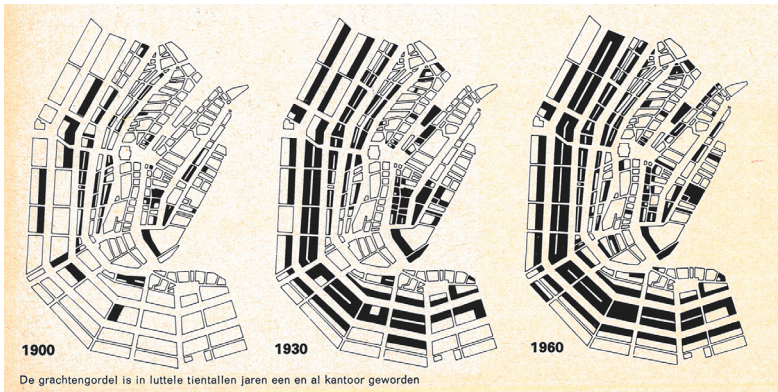 1900
1930
1960
De grachtengordel is in luttele tientallen jaren een en al kantoor geworden